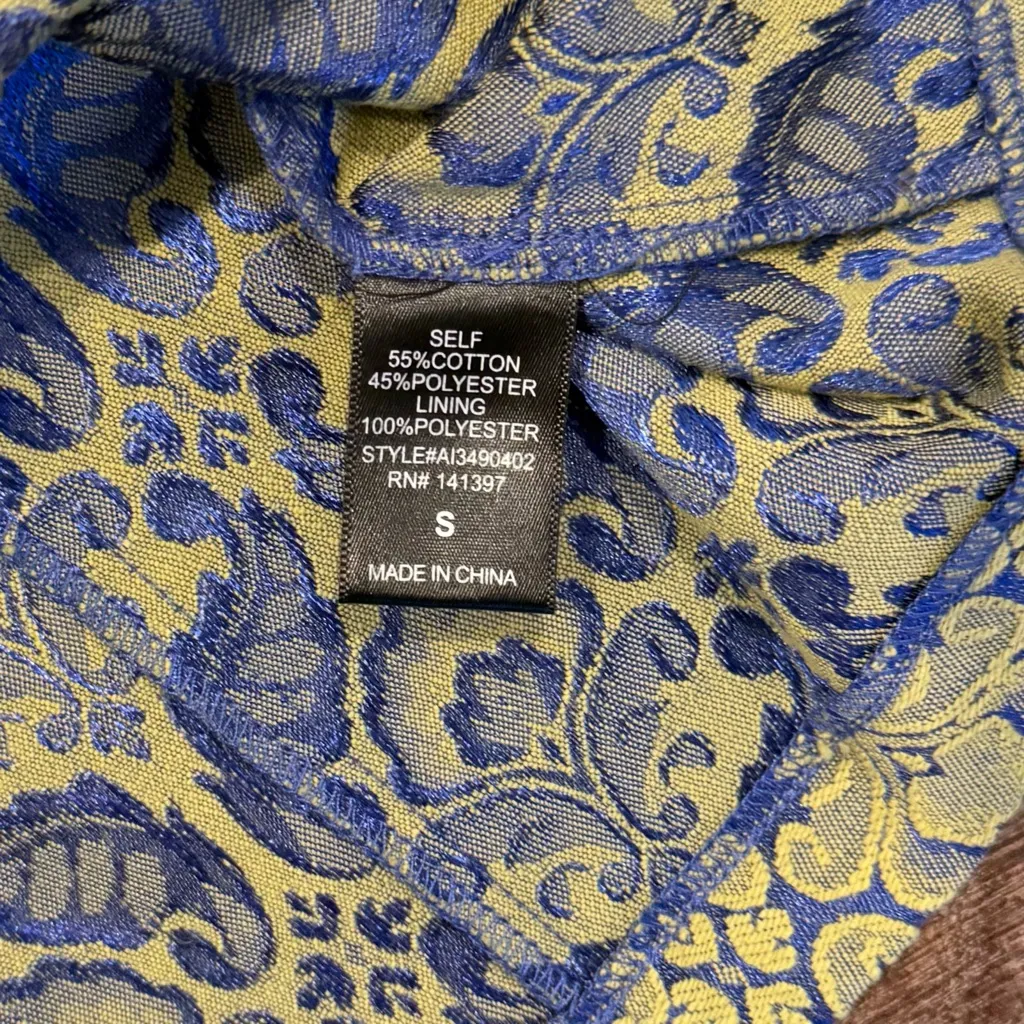 SELF
55%COTTON
45%POLYESTER
LINING
100%POLYESTER
STYLE#AI3490402
RN# 141397
S
MADE IN CHINA